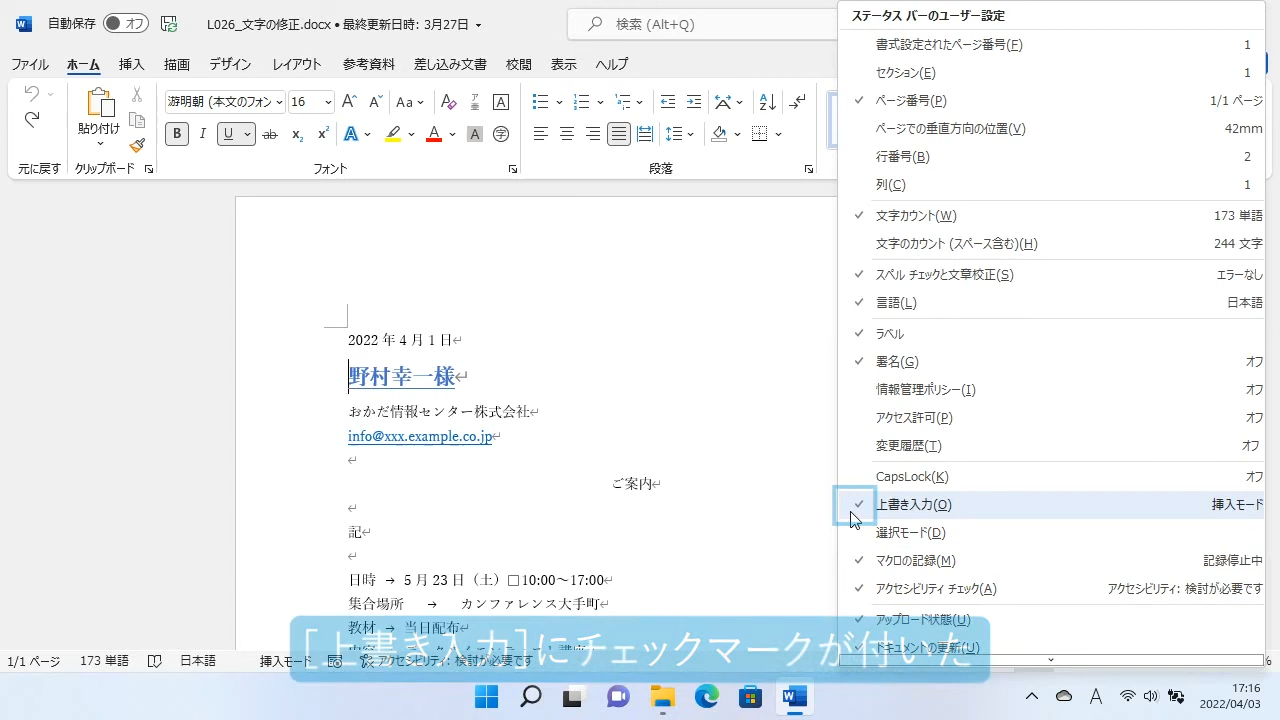 自動保存 オフ L026_文字の修正.docx • 最終更新日時: 3月27日 検索 (Alt+Q)
ファイル ホーム 挿入 描画 デザイン レイアウト 参考資料 差し込み文書 校閲 表示 ヘルプ
游明朝 (本文のフォン 16 Aa A
貼り付け B I U ab x₂ x² A A A 字
元に戻す クリップボード フォント 段落
2022 年 4 月 1 日
野村幸一様
おかだ情報センター株式会社
info@xxx.example.co.jp
ご案内
記
日時 → 5 月 23 日（土）□10:00～17:00
集合場所 → カンファレンス大手町
教材 → 当日配布
ステータス バーのユーザー設定
書式設定されたページ番号(F) 1
セクション(E) 1
ページ番号(P) 1/1 ページ
ページでの垂直方向の位置(V) 42mm
行番号(B) 2
列(C) 1
文字カウント(W) 173 単語
文字のカウント (スペース含む)(H) 244 文字
スペル チェックと文章校正(S) エラーなし
言語(L) 日本語
ラベル
署名(G) オフ
情報管理ポリシー(I) オフ
アクセス許可(P) オフ
変更履歴(T) オフ
CapsLock(K) オフ
上書き入力(O) 挿入モード
選択モード(D)
マクロの記録(M) 記録停止中
アクセシビリティ チェック(A) アクセシビリティ: 検討が必要です
アップロード状態(U)
ドキュメントの更新(U)
［上書き入力］にチェックマークが付いた
1/1 ページ 173 単語 日本語 挿入モード アクセシビリティ: 検討が必要です
A 17:16
2022/04/03